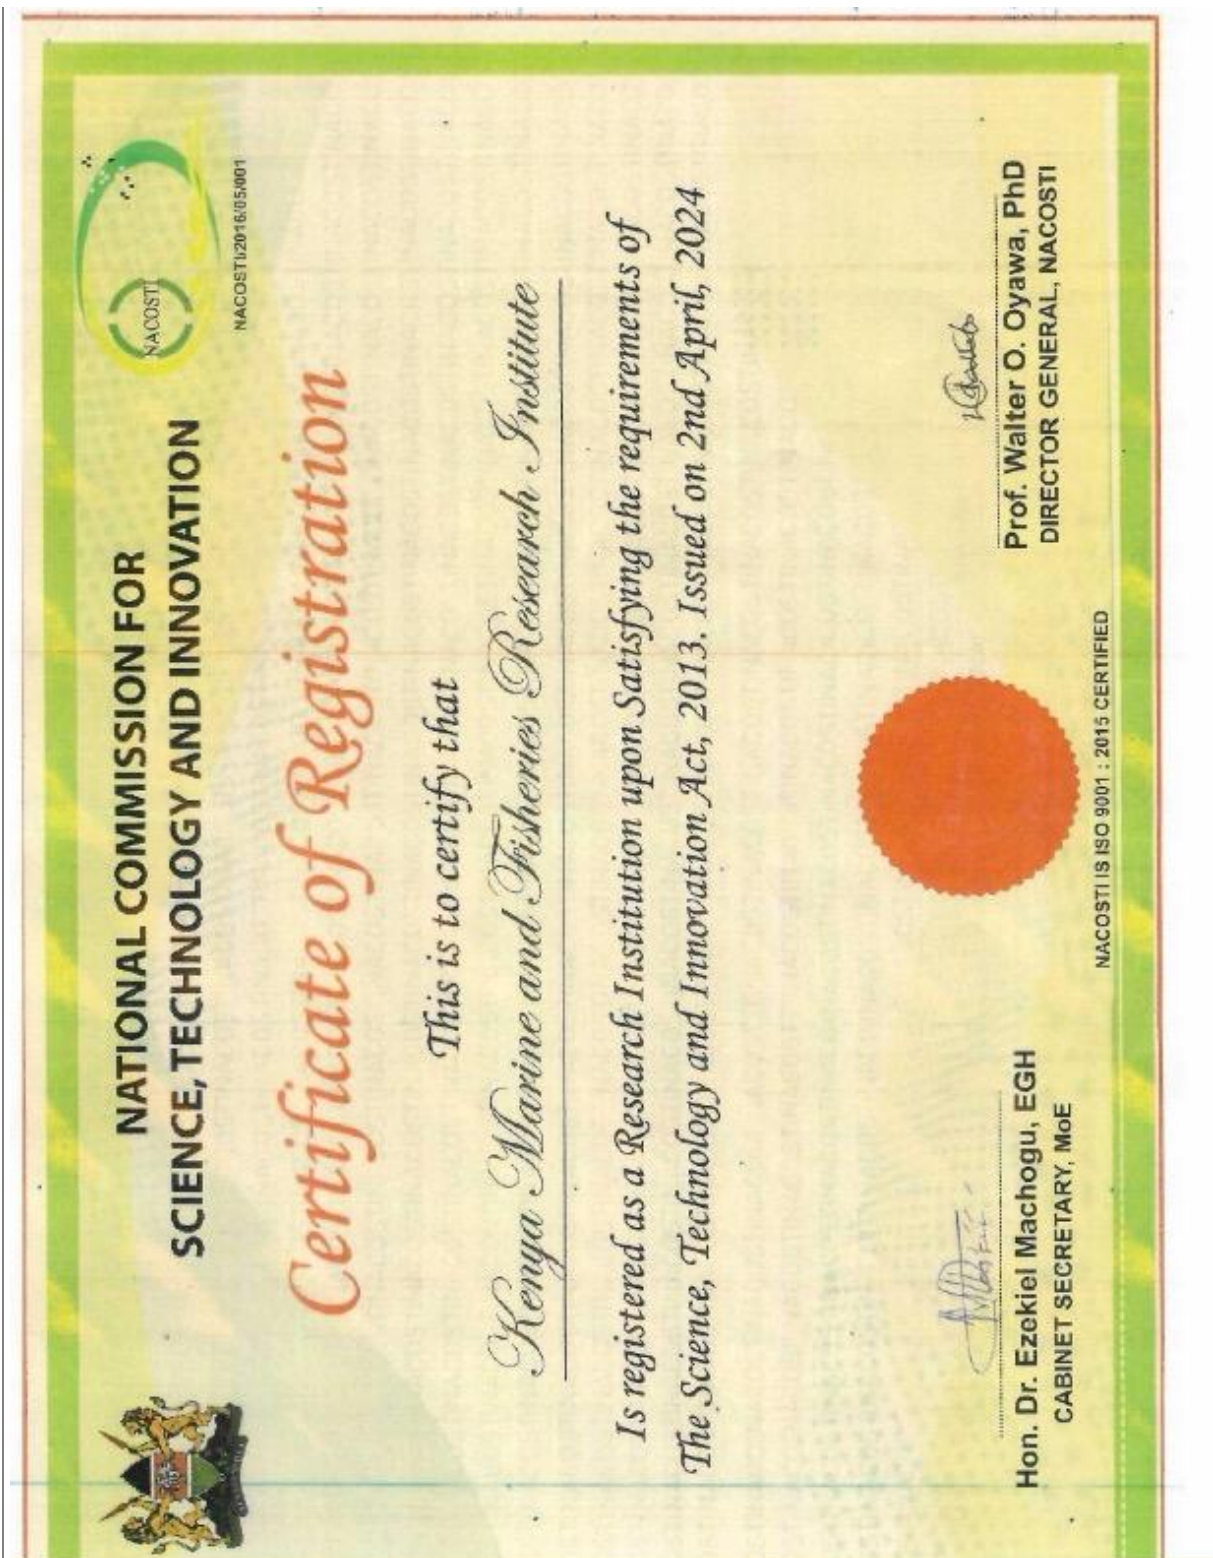 NATIONAL COMMISSION FOR
SCIENCE, TECHNOLOGY AND INNOVATION
NACOSTI
NACOSTI/2016/05/001
Certificate of Registration
This is to certify that
Kenya Marine and Fisheries Research Institute
Is registered as a Research Institution upon Satisfying the requirements of
The Science, Technology and Innovation Act, 2013. Issued on 2nd April, 2024
Hon. Dr. Ezekiel Machogu, EGH
CABINET SECRETARY, MoE
Prof. Walter O. Oyawa, PhD
DIRECTOR GENERAL, NACOSTI
NACOSTI IS ISO 9001 : 2015 CERTIFIED